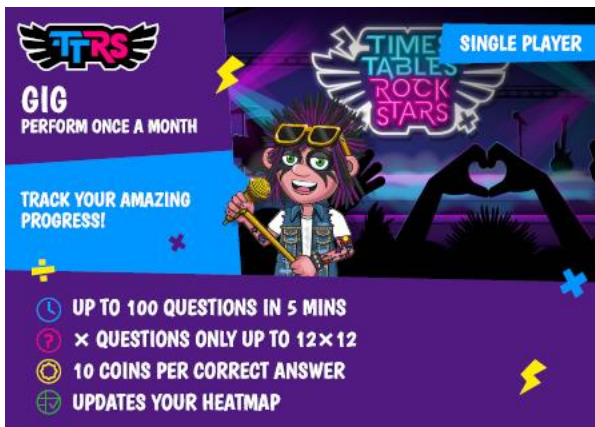 TTRS
SINGLE PLAYER
TIMES
TABLES
ROCK
STARS
GIG
PERFORM ONCE A MONTH
TRACK YOUR AMAZING
PROGRESS!
UP TO 100 QUESTIONS IN 5 MINS
? × QUESTIONS ONLY UP TO 12×12
10 COINS PER CORRECT ANSWER
UPDATES YOUR HEATMAP